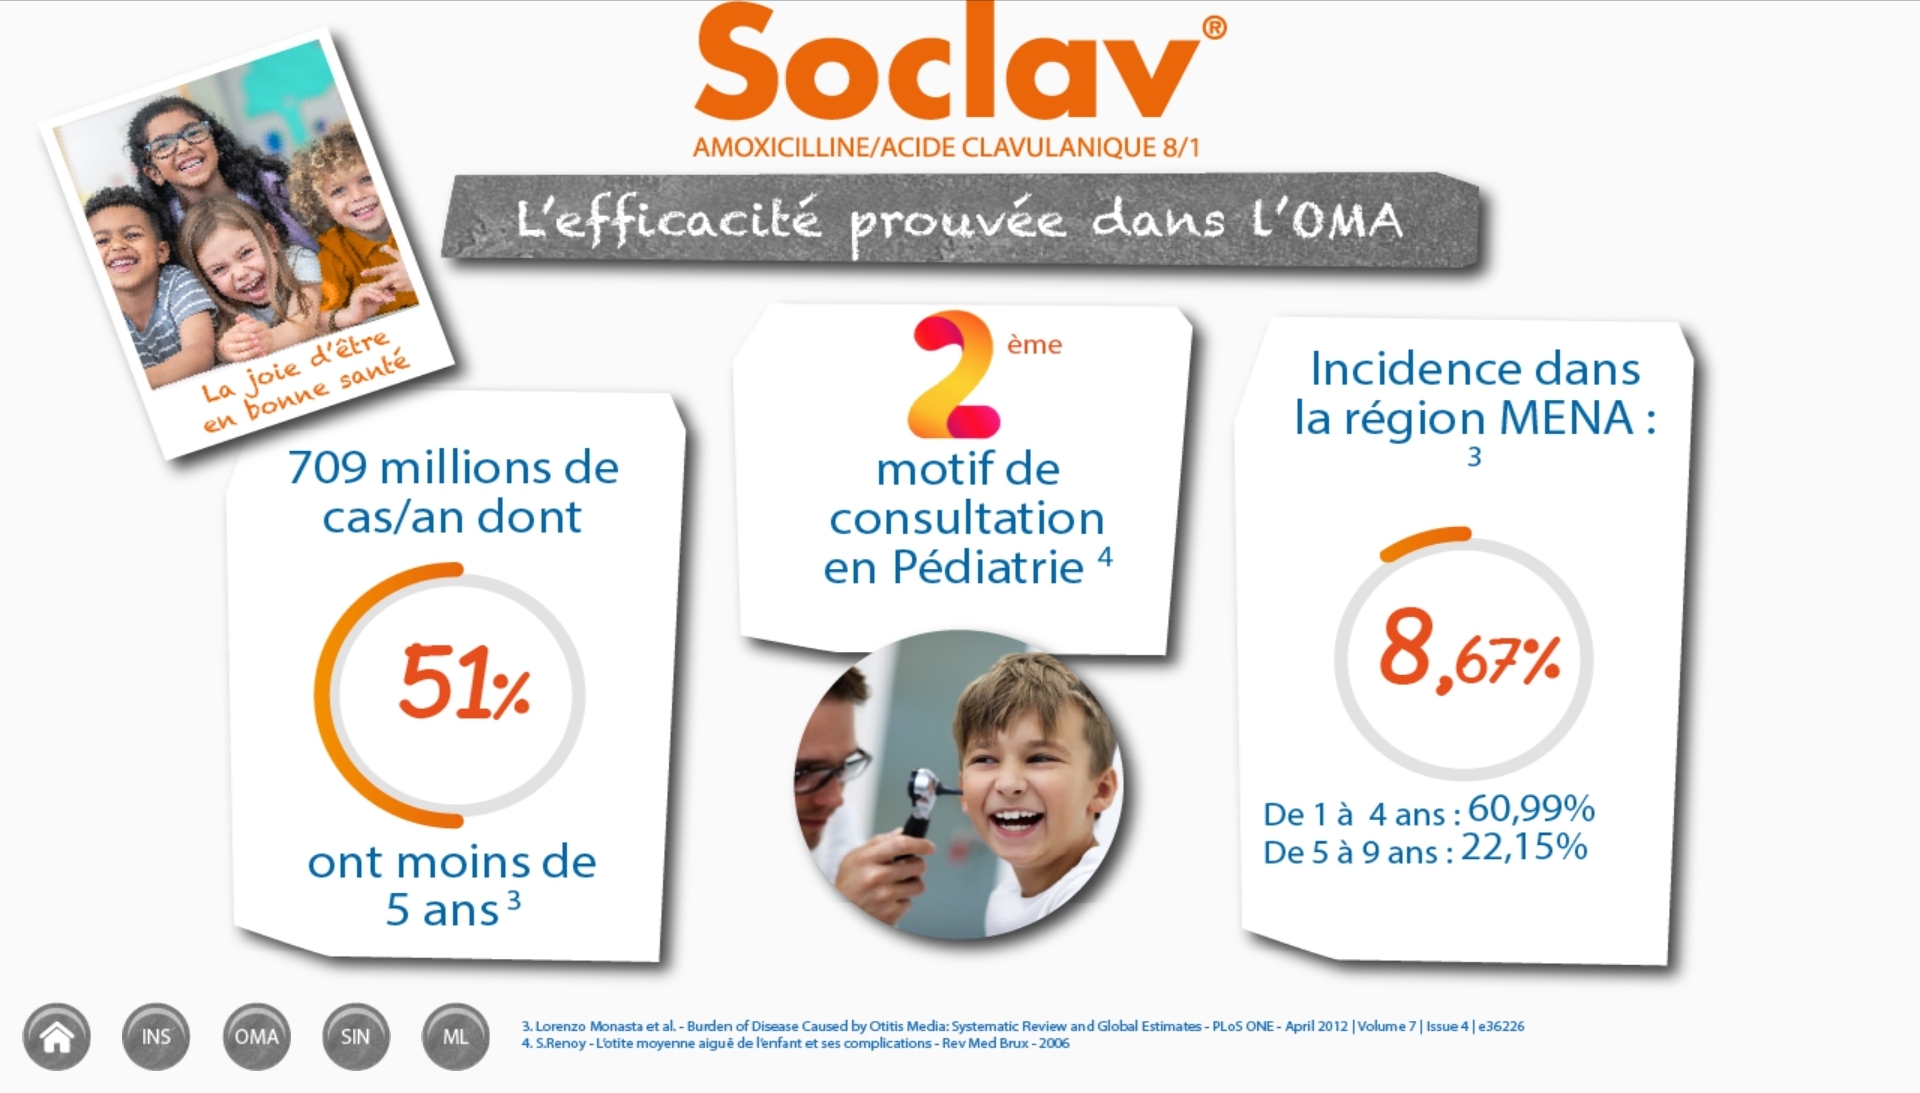 Soclav®
AMOXICILLINE/ACIDE CLAVULANIQUE 8/1
L'efficacité prouvée dans l'OMA
La joie d'être
en bonne santé
709 millions de
cas/an dont
51%
ont moins de
5 ans 3
2 ème
motif de
consultation
en Pédiatrie 4
Incidence dans
la région MENA :
3
8,67%
De 1 à 4 ans : 60,99%
De 5 à 9 ans : 22,15%
INS
OMA
SIN
ML
3. Lorenzo Monasta et al. - Burden of Disease Caused by Otitis Media: Systematic Review and Global Estimates - PLoS ONE - April 2012 | Volume 7 | Issue 4 | e36226
4. S.Renoy - L'otite moyenne aiguë de l'enfant et ses complications - Rev Med Brux - 2006